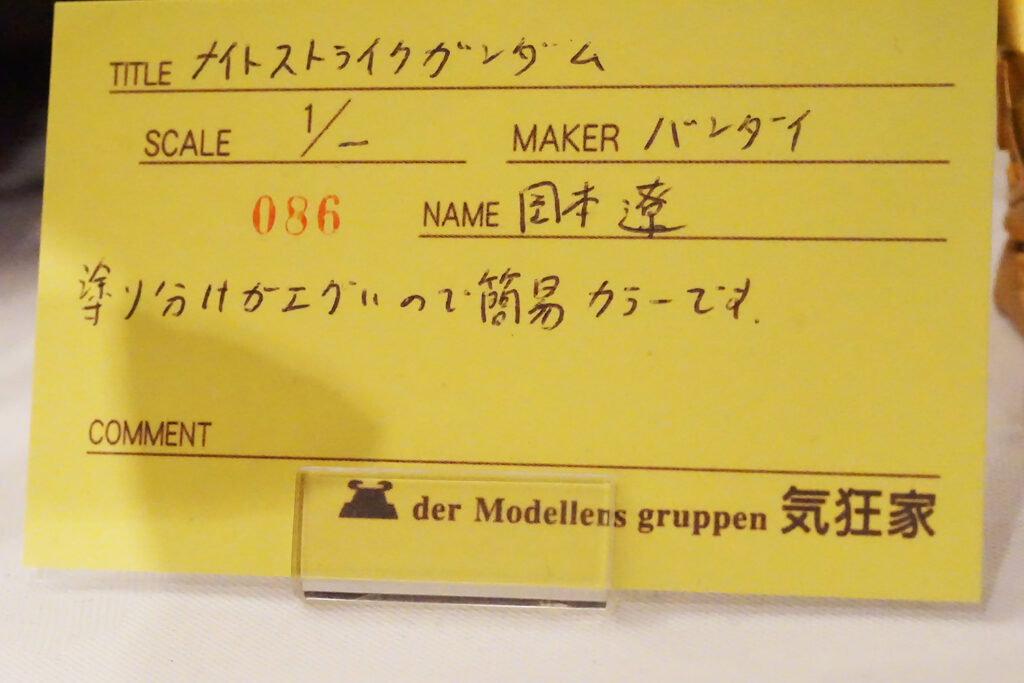 TITLE ナイトストライクガンダム
SCALE 1/— MAKER バンダイ
086 NAME 岡本 遼
塗り分けがエグいので簡易カラーです.
COMMENT
der Modellens gruppen 気狂家